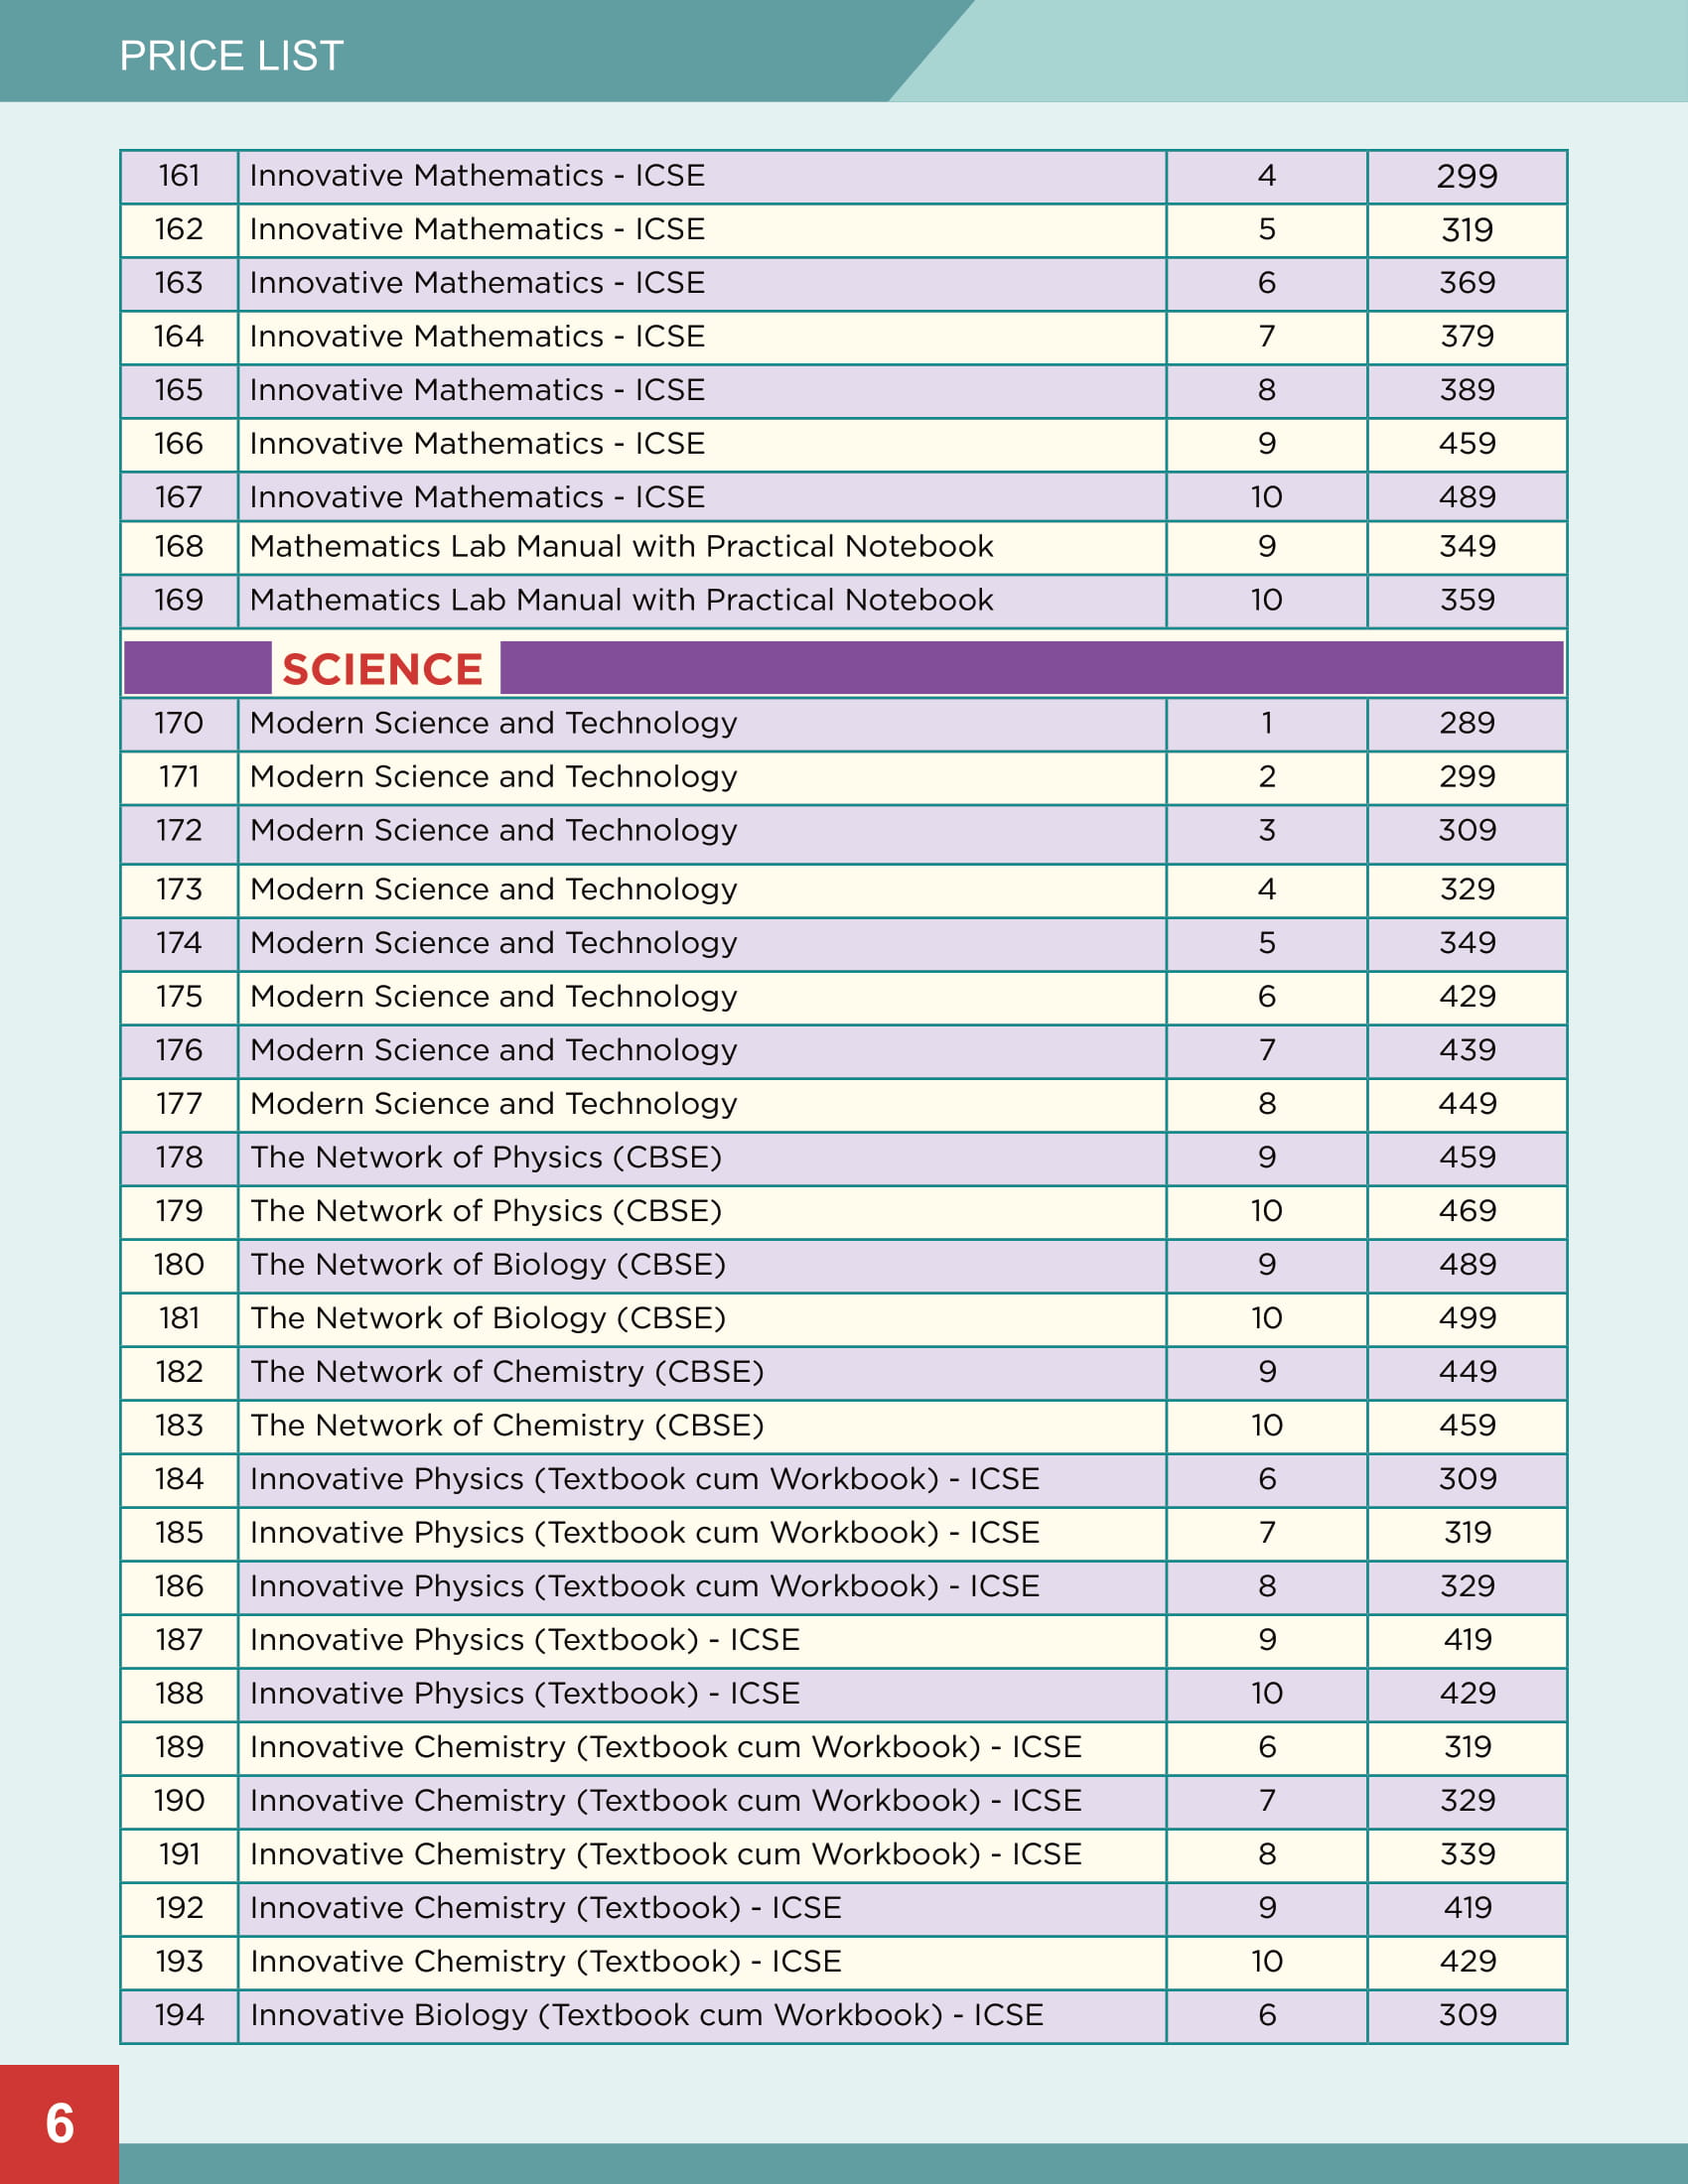 PRICE LIST
161 Innovative Mathematics - ICSE 4 299
162 Innovative Mathematics - ICSE 5 319
163 Innovative Mathematics - ICSE 6 369
164 Innovative Mathematics - ICSE 7 379
165 Innovative Mathematics - ICSE 8 389
166 Innovative Mathematics - ICSE 9 459
167 Innovative Mathematics - ICSE 10 489
168 Mathematics Lab Manual with Practical Notebook 9 349
169 Mathematics Lab Manual with Practical Notebook 10 359
SCIENCE
170 Modern Science and Technology 1 289
171 Modern Science and Technology 2 299
172 Modern Science and Technology 3 309
173 Modern Science and Technology 4 329
174 Modern Science and Technology 5 349
175 Modern Science and Technology 6 429
176 Modern Science and Technology 7 439
177 Modern Science and Technology 8 449
178 The Network of Physics (CBSE) 9 459
179 The Network of Physics (CBSE) 10 469
180 The Network of Biology (CBSE) 9 489
181 The Network of Biology (CBSE) 10 499
182 The Network of Chemistry (CBSE) 9 449
183 The Network of Chemistry (CBSE) 10 459
184 Innovative Physics (Textbook cum Workbook) - ICSE 6 309
185 Innovative Physics (Textbook cum Workbook) - ICSE 7 319
186 Innovative Physics (Textbook cum Workbook) - ICSE 8 329
187 Innovative Physics (Textbook) - ICSE 9 419
188 Innovative Physics (Textbook) - ICSE 10 429
189 Innovative Chemistry (Textbook cum Workbook) - ICSE 6 319
190 Innovative Chemistry (Textbook cum Workbook) - ICSE 7 329
191 Innovative Chemistry (Textbook cum Workbook) - ICSE 8 339
192 Innovative Chemistry (Textbook) - ICSE 9 419
193 Innovative Chemistry (Textbook) - ICSE 10 429
194 Innovative Biology (Textbook cum Workbook) - ICSE 6 309
6